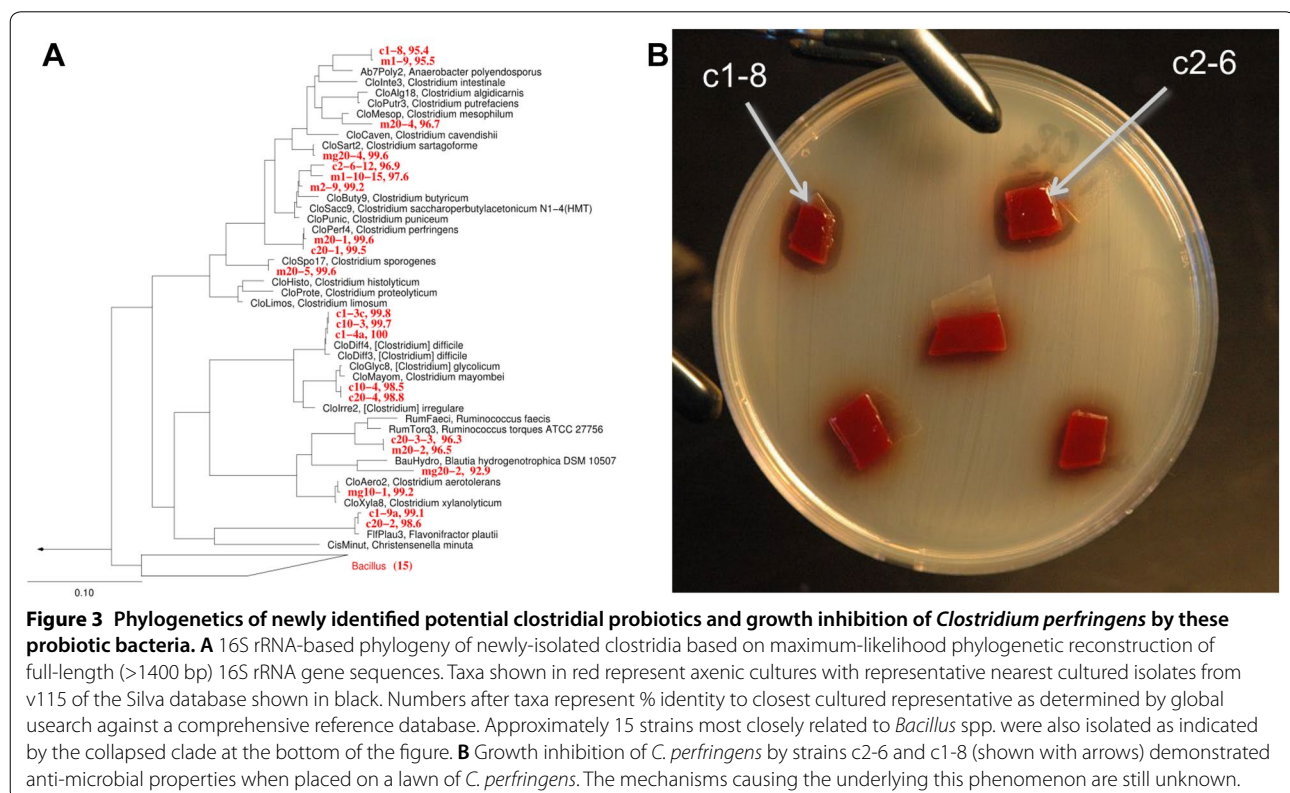 A
c1-8, 95.4
m1-9, 95.5
Ab7Poly2, Anaerobacter polyendosporus
CloInte3, Clostridium intestinale
CloAlg18, Clostridium algidicarnis
CloPutr3, Clostridium putrefaciens
CloMesop, Clostridium mesophilum
m20-4, 96.7
CloCaven, Clostridium cavendishii
CloSart2, Clostridium sartagoforme
mg20-4, 99.6
c2-6-12, 96.9
m1-10-15, 97.6
m2-9, 99.2
CloButy9, Clostridium butyricum
CloSacc9, Clostridium saccharoperbutylacetonicum N1-4(HMT)
CloPunic, Clostridium puniceum
CloPerf4, Clostridium perfringens
m20-1, 99.6
c20-1, 99.5
CloSpo17, Clostridium sporogenes
m20-5, 99.6
CloHisto, Clostridium histolyticum
CloProte, Clostridium proteolyticum
CloLimos, Clostridium limosum
c1-3c, 99.8
c10-3, 99.7
c1-4a, 100
CloDiff4, [Clostridium] difficile
CloDiff3, [Clostridium] difficile
CloGlyc8, [Clostridium] glycolicum
CloMayom, Clostridium mayombei
c10-4, 98.5
c20-4, 98.8
CloIrre2, [Clostridium] irregulare
RumFaeci, Ruminococcus faecis
RumTorq3, Ruminococcus torques ATCC 27756
c20-3-3, 96.3
m20-2, 96.5
BauHydro, Blautia hydrogenotrophica DSM 10507
mg20-2, 92.9
CloAero2, Clostridium aerotolerans
mg10-1, 99.2
CloXyla8, Clostridium xylanolyticum
c1-9a, 99.1
c20-2, 98.6
FlfPlau3, Flavonifractor plautii
CisMinut, Christensenella minuta
Bacillus (15)
0.10
B
c1-8
c2-6
Figure 3 Phylogenetics of newly identified potential clostridial probiotics and growth inhibition of Clostridium perfringens by these
probiotic bacteria. A 16S rRNA-based phylogeny of newly-isolated clostridia based on maximum-likelihood phylogenetic reconstruction of
full-length (>1400 bp) 16S rRNA gene sequences. Taxa shown in red represent axenic cultures with representative nearest cultured isolates from
v115 of the Silva database shown in black. Numbers after taxa represent % identity to closest cultured representative as determined by global
usearch against a comprehensive reference database. Approximately 15 strains most closely related to Bacillus spp. were also isolated as indicated
by the collapsed clade at the bottom of the figure. B Growth inhibition of C. perfringens by strains c2-6 and c1-8 (shown with arrows) demonstrated
anti-microbial properties when placed on a lawn of C. perfringens. The mechanisms causing the underlying this phenomenon are still unknown.